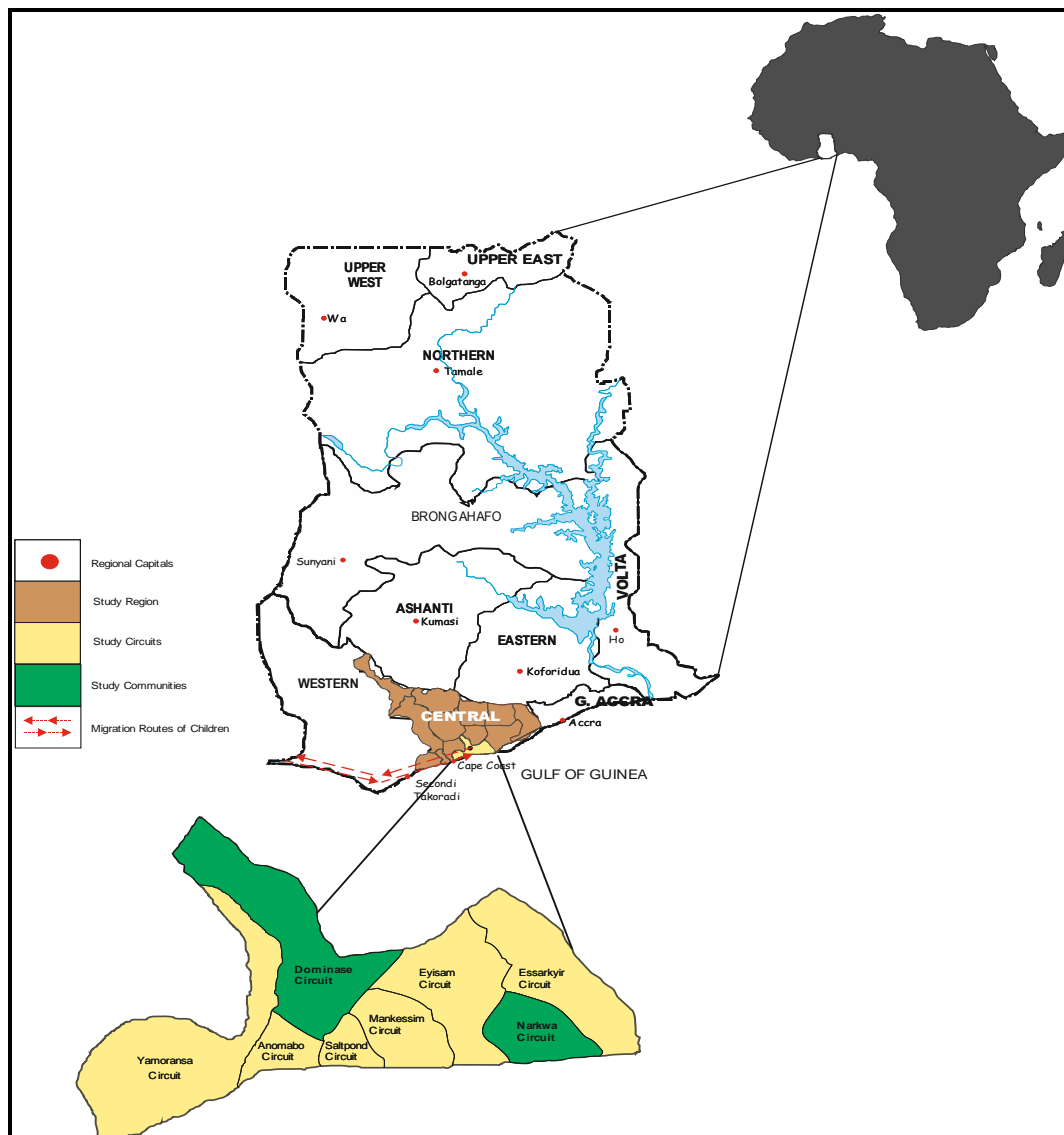 UPPER EAST
UPPER
WEST
Bolgatanga
Wa
NORTHERN
Tamale
BRONGAHAFO
Sunyani
VOLTA
ASHANTI
Kumasi
Ho
EASTERN
Koforidua
WESTERN
G. ACCRA
CENTRAL
Accra
Cape Coast
GULF OF GUINEA
Secondi
Takoradi
Regional Capitals
Study Region
Study Circuits
Study Communities
Migration Routes of Children
Dominase
Circuit
Eyisam
Circuit
Essarkyir
Circuit
Mankessim
Circuit
Narkwa
Circuit
Anomabo
Circuit
Saltpond
Circuit
Yamoransa
Circuit